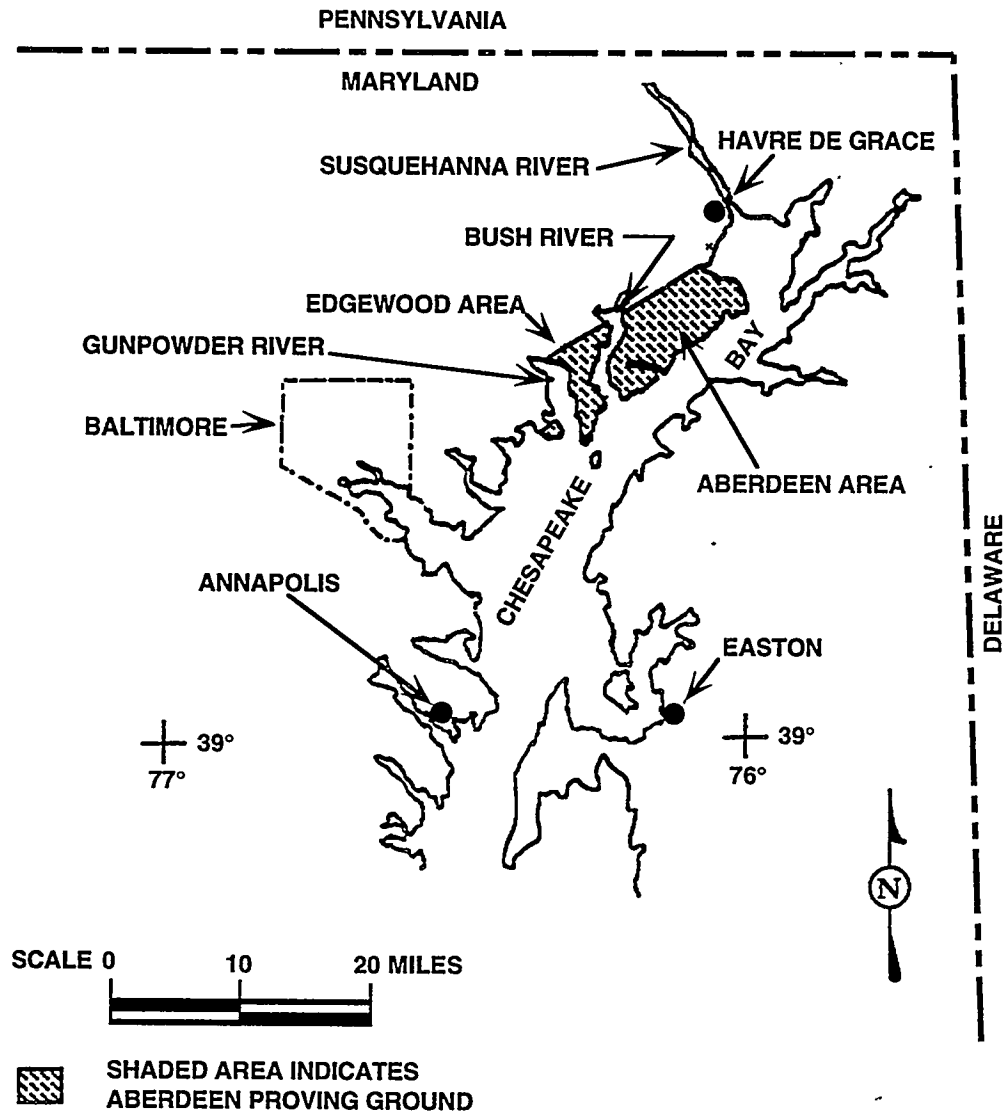 PENNSYLVANIA
MARYLAND
SUSQUEHANNA RIVER
HAVRE DE GRACE
BUSH RIVER
EDGEWOOD AREA
GUNPOWDER RIVER
BAY
BALTIMORE
ABERDEEN AREA
CHESAPEAKE
DELAWARE
ANNAPOLIS
EASTON
39°
77°
39°
76°
N
SCALE 0 10 20 MILES
SHADED AREA INDICATES
ABERDEEN PROVING GROUND